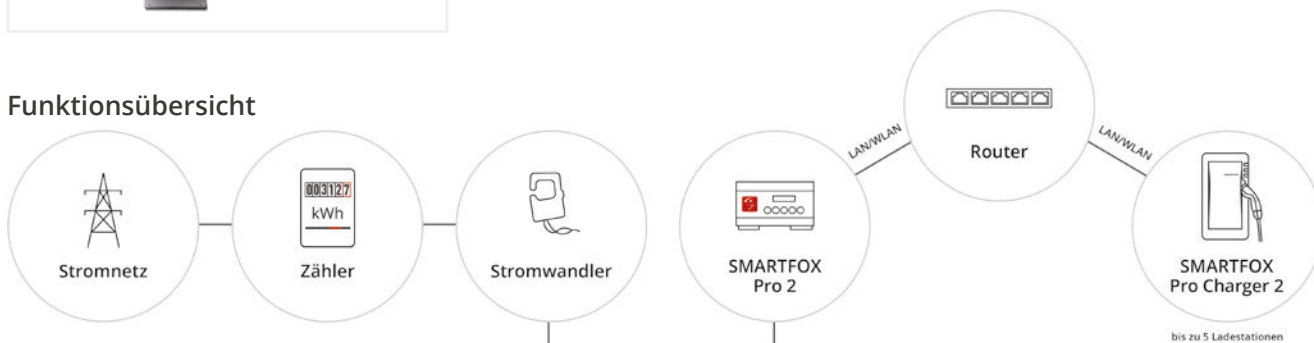 Funktionsübersicht
Stromnetz
003127
kWh
Zähler
Stromwandler
SMARTFOX
Pro 2
LAN/WLAN
Router
LAN/WLAN
SMARTFOX
Pro Charger 2
bis zu 5 Ladestationen